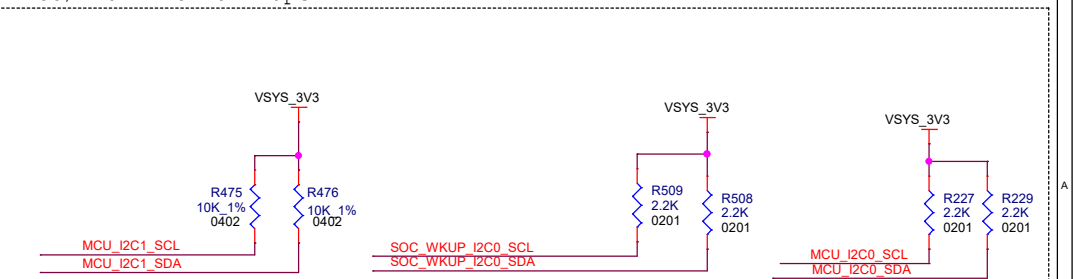 VSYS_3V3
R475
10K_1%
0402
R476
10K_1%
0402
MCU_I2C1_SCL
MCU_I2C1_SDA
VSYS_3V3
R509
2.2K
0201
R508
2.2K
0201
SOC_WKUP_I2C0_SCL
SOC_WKUP_I2C0_SDA
VSYS_3V3
R227
2.2K
0201
R229
2.2K
0201
MCU_I2C0_SCL
MCU_I2C0_SDA
A